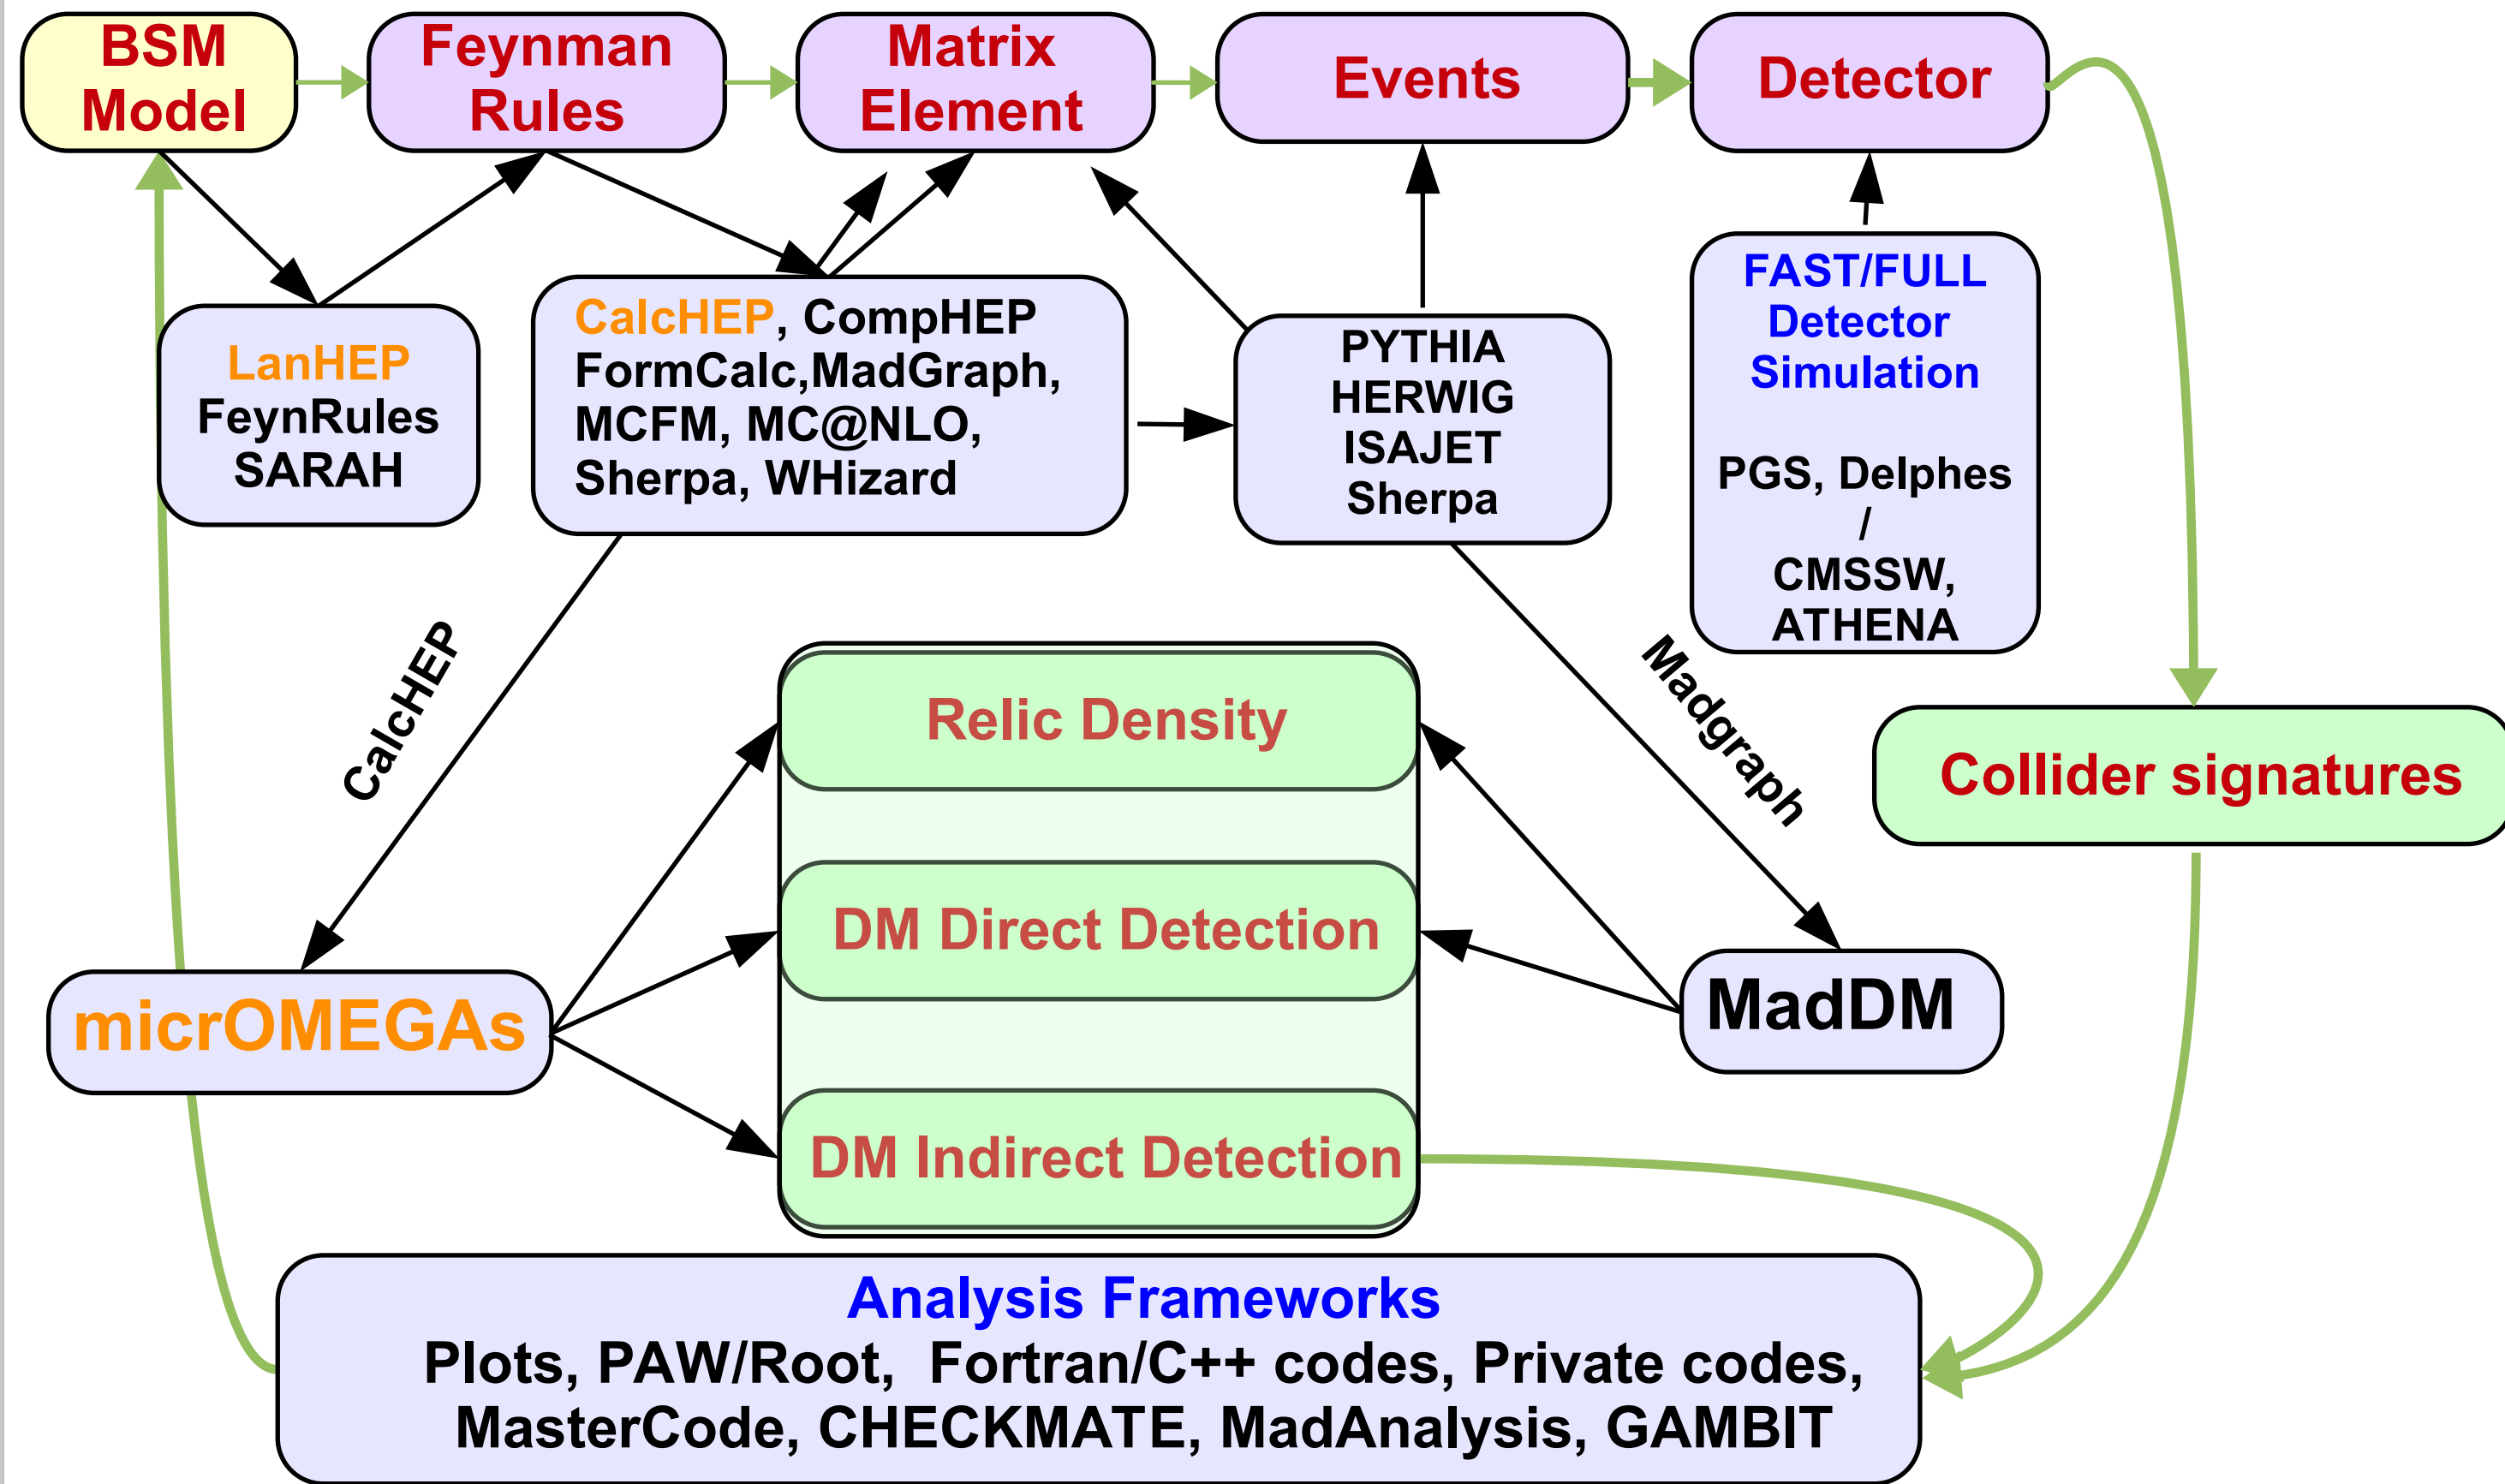 BSM
Model
Feynman
Rules
Matrix
Element
Events
Detector
LanHEP
FeynRules
SARAH
CalcHEP, CompHEP
FormCalc,MadGraph,
MCFM, MC@NLO,
Sherpa, WHizard
PYTHIA
HERWIG
ISAJET
Sherpa
FAST/FULL
Detector
Simulation
PGS, Delphes
/
CMSSW,
ATHENA
CalcHEP
Madgraph
Relic Density
Collider signatures
DM Direct Detection
micrOMEGAs
MadDM
DM Indirect Detection
Analysis Frameworks
Plots, PAW/Root, Fortran/C++ codes, Private codes,
MasterCode, CHECKMATE, MadAnalysis, GAMBIT